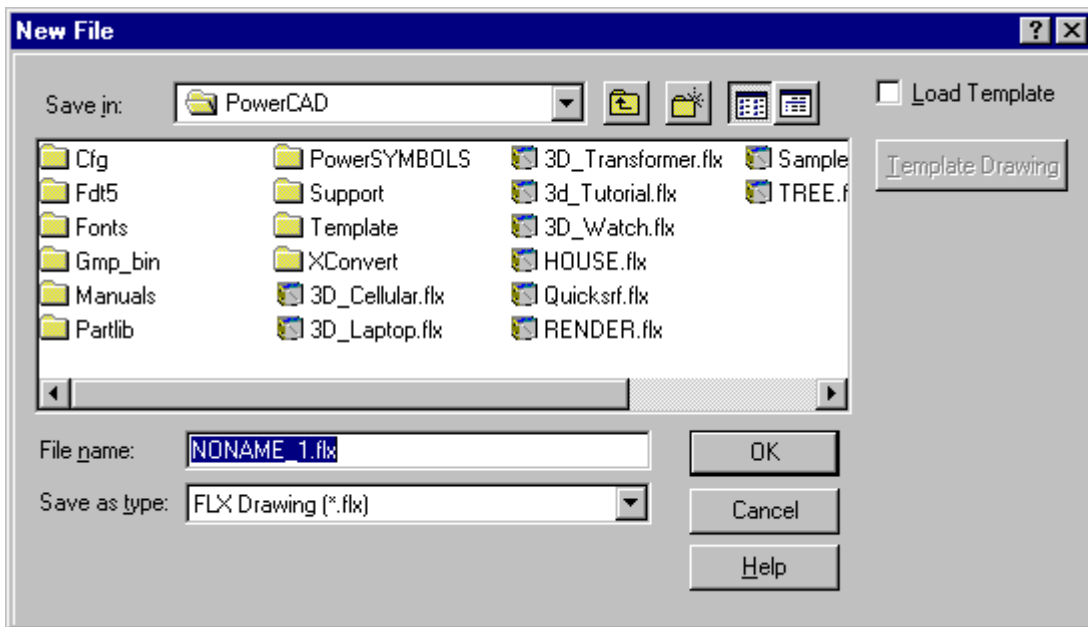 New File
Save in: PowerCAD
Load Template
Template Drawing
Cfg PowerSYMBOLS 3D_Transformer.flx Sample
Fdt5 Support 3d_Tutorial.flx TREE.f
Fonts Template 3D_Watch.flx
Gmp_bin XConvert HOUSE.flx
Manuals 3D_Cellular.flx Quicksrf.flx
Partlib 3D_Laptop.flx RENDER.flx
File name: NONAME_1.flx OK
Save as type: FLX Drawing (*.flx) Cancel
Help